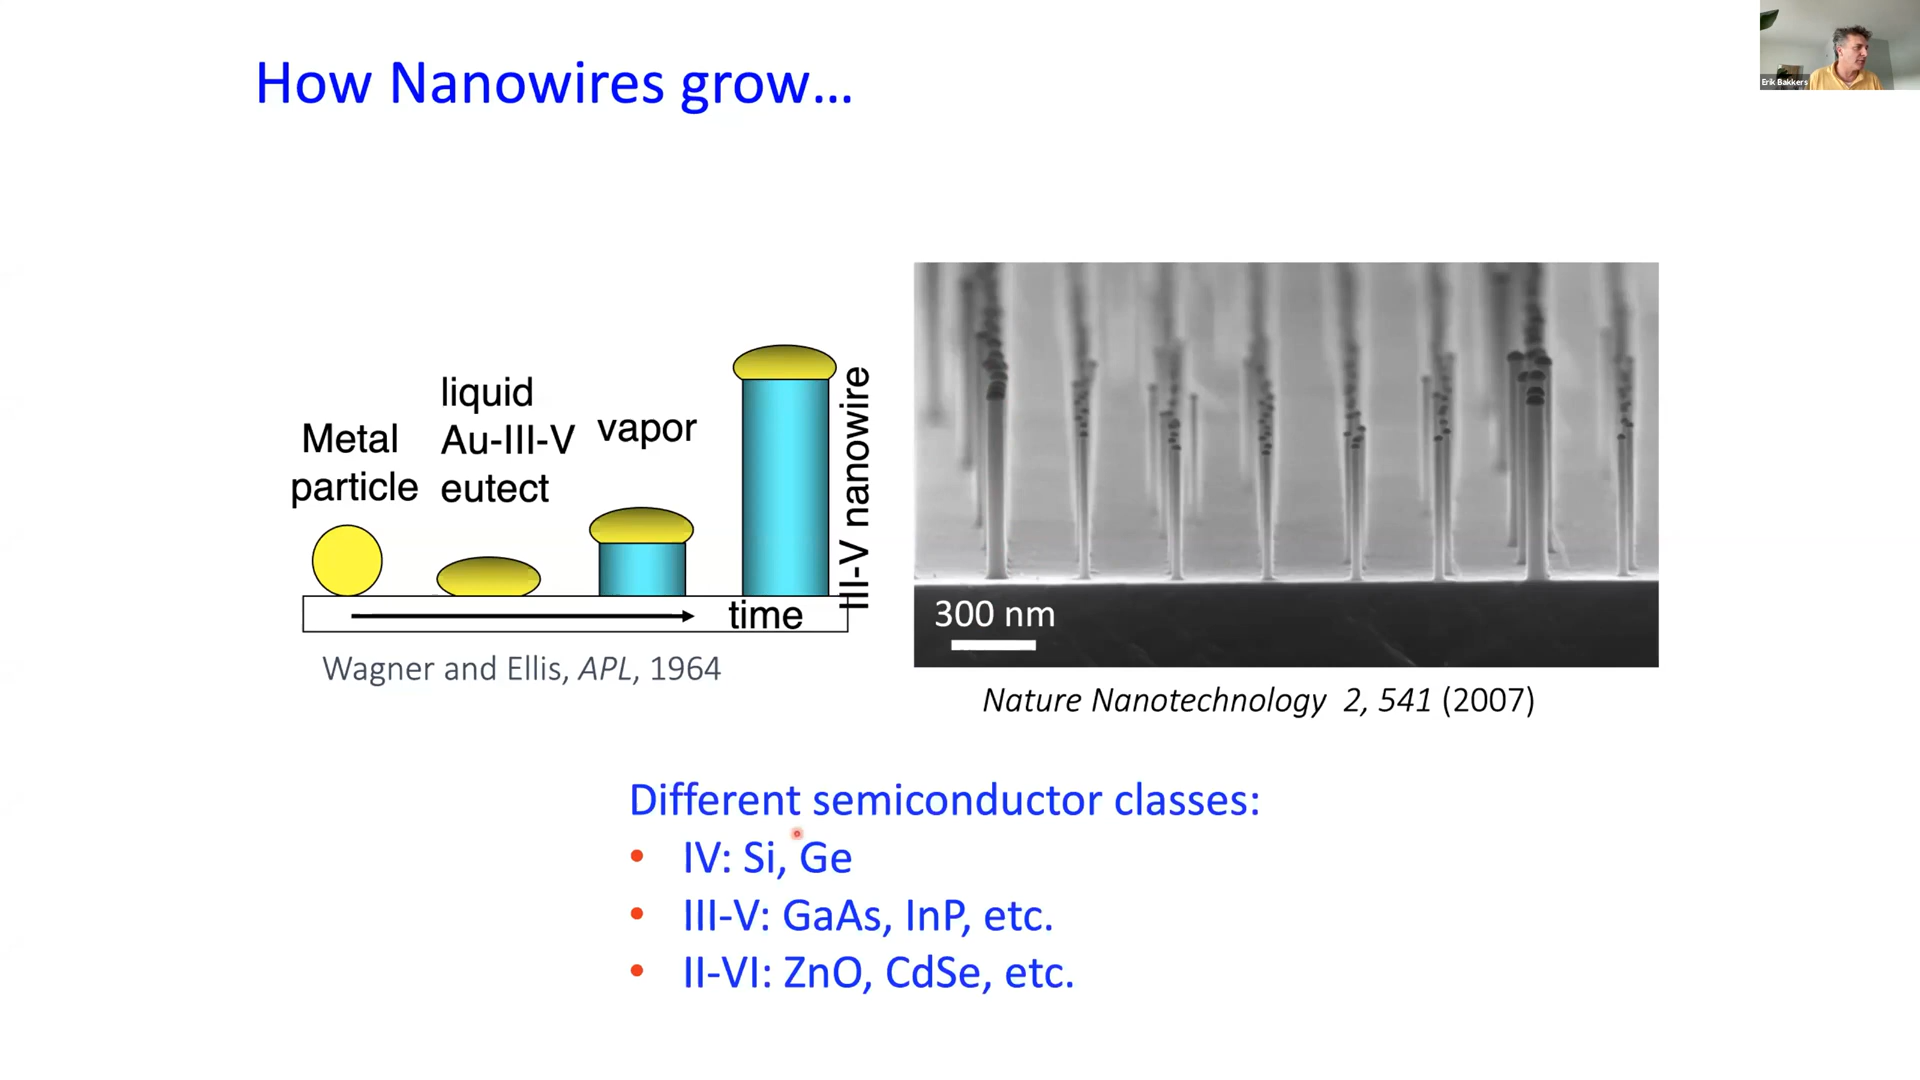 How Nanowires grow...
Erik Bakkers
Metal
particle
liquid
Au-III-V
eutect
vapor
III-V nanowire
time
Wagner and Ellis, APL, 1964
300 nm
Nature Nanotechnology 2, 541 (2007)
Different semiconductor classes:
• IV: Si, Ge
• III-V: GaAs, InP, etc.
• II-VI: ZnO, CdSe, etc.